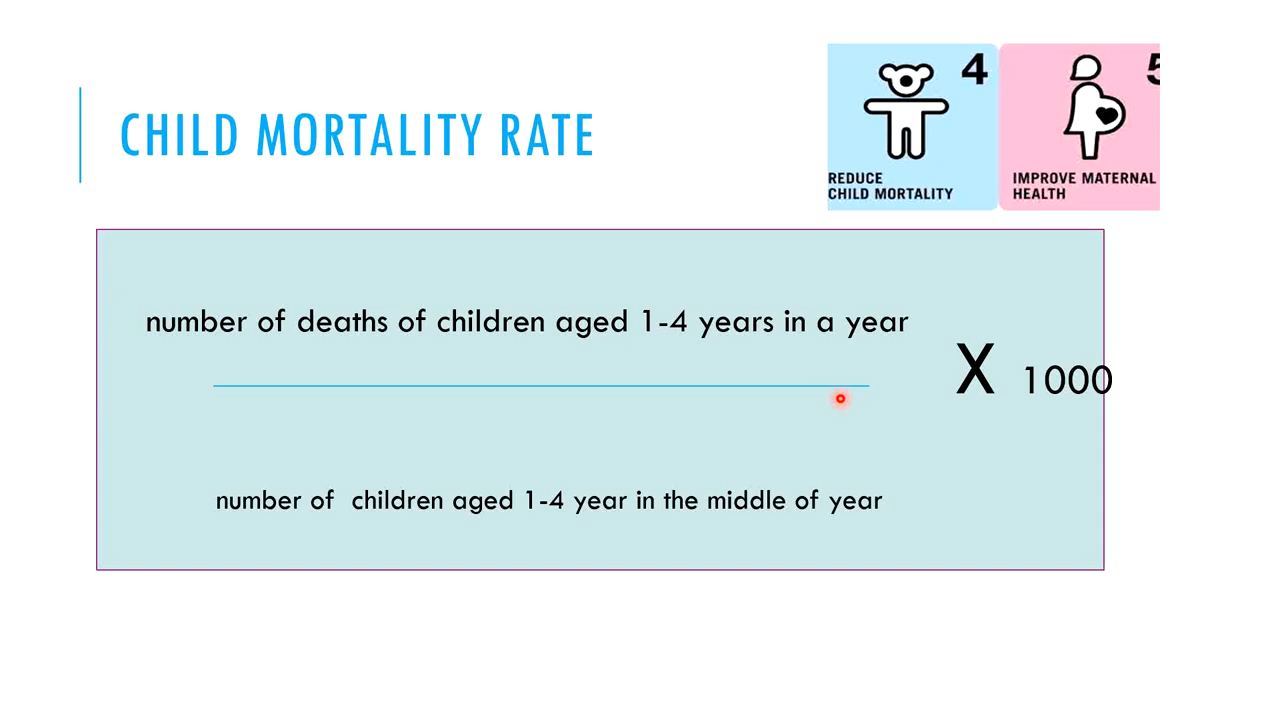 CHILD MORTALITY RATE
4
REDUCE
CHILD MORTALITY
5
IMPROVE MATERNAL
HEALTH
number of deaths of children aged 1-4 years in a year
X 1000
number of children aged 1-4 year in the middle of year